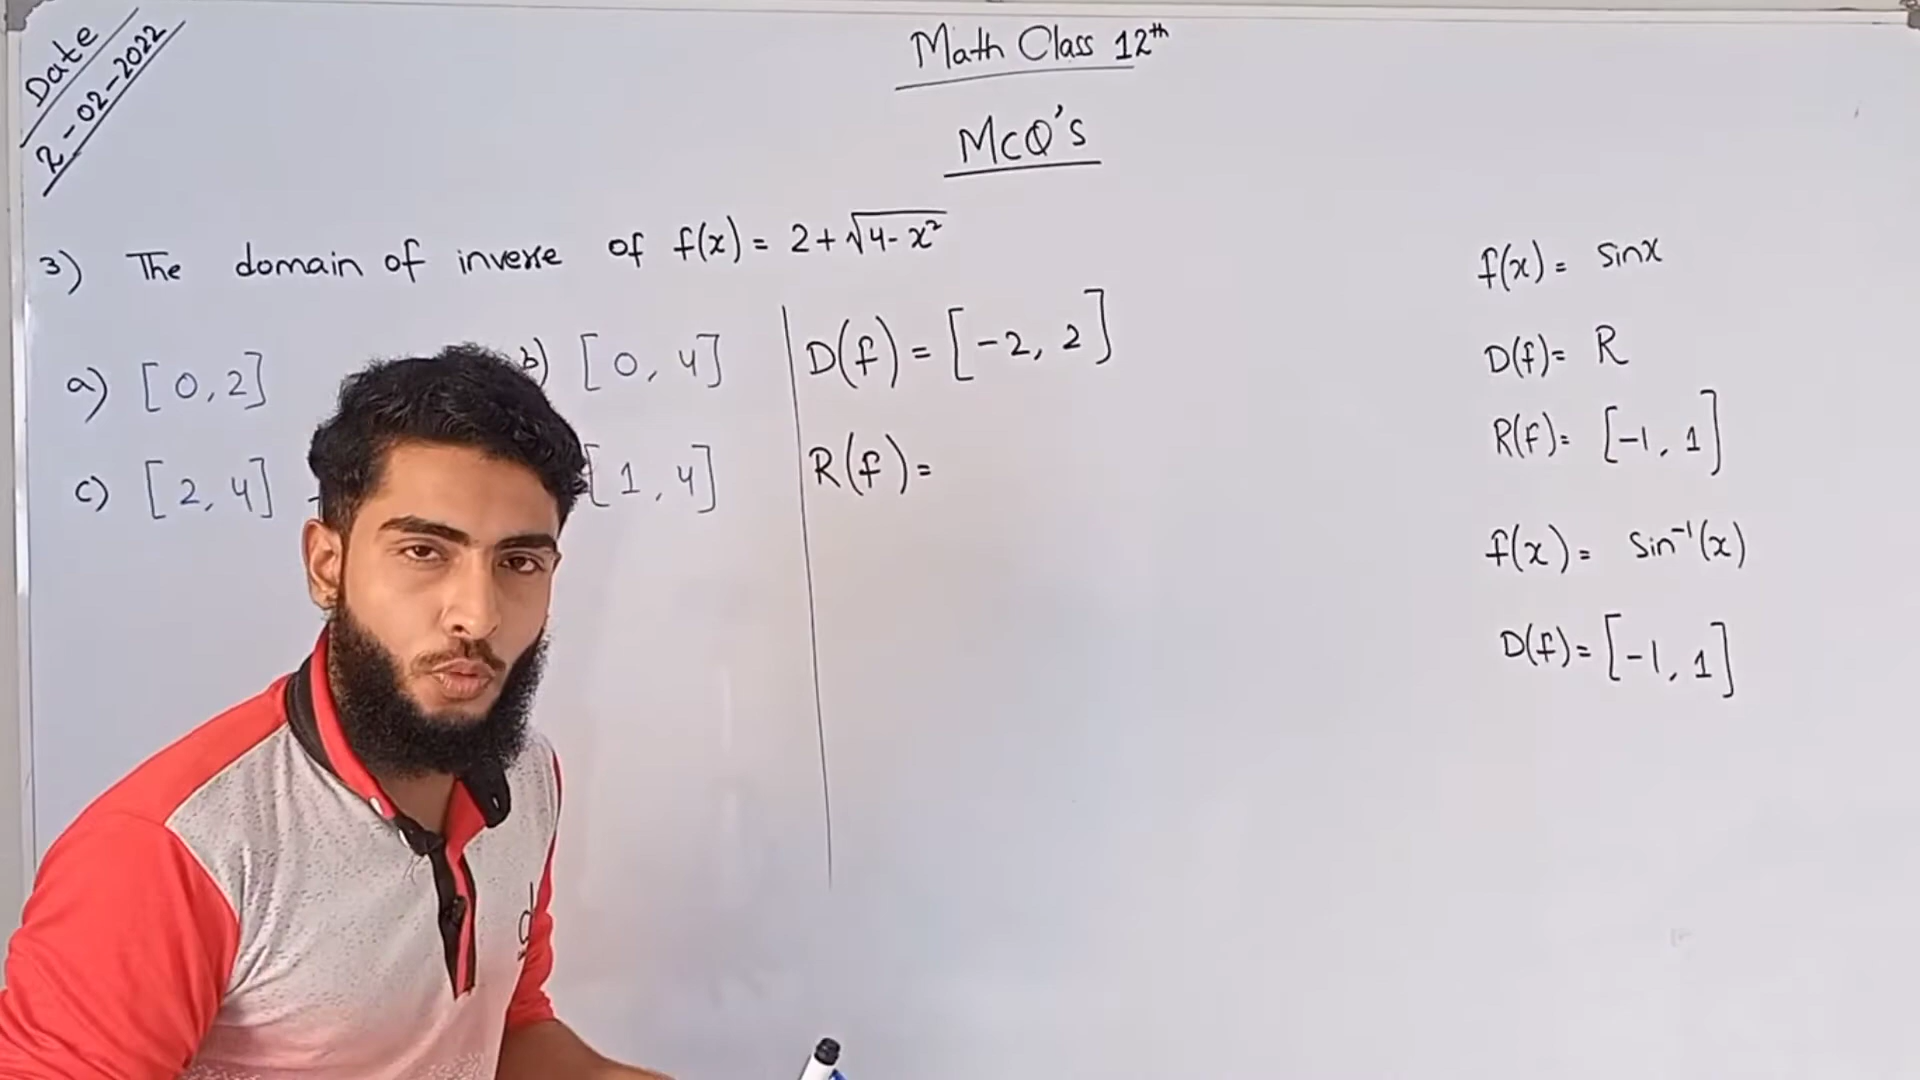 Date
2-02-2022
Math Class 12th
McQ's
3) The domain of inverse of f(x) = 2+√4-x²
a) [0,2] b) [0, 4]
c) [2,4] [1, 4]
D(f) = [-2, 2]
R(f) =
f(x) = Sinx
D(f) = R
R(f) = [-1, 1]
f(x) = Sin⁻¹(x)
D(f) = [-1, 1]